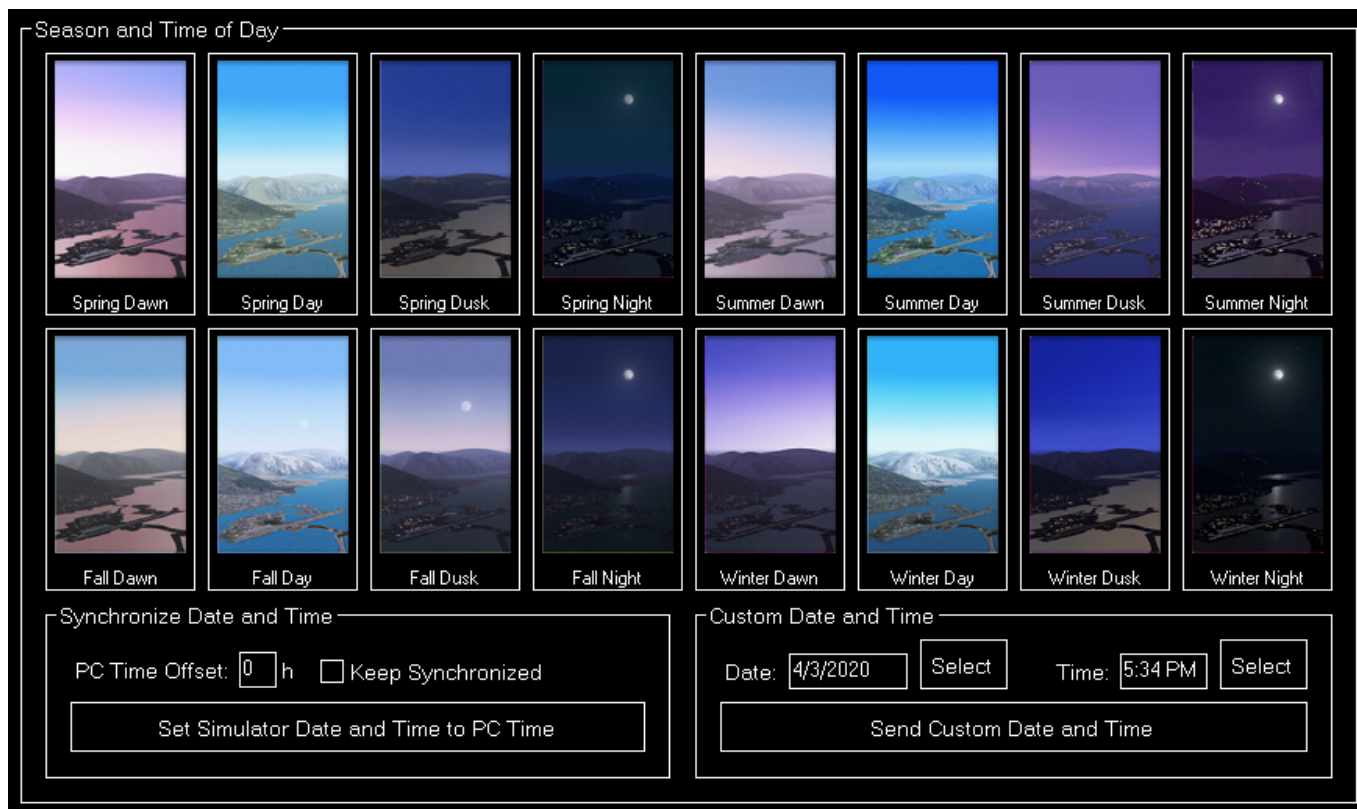 Season and Time of Day
Spring Dawn
Spring Day
Spring Dusk
Spring Night
Summer Dawn
Summer Day
Summer Dusk
Summer Night
Fall Dawn
Fall Day
Fall Dusk
Fall Night
Winter Dawn
Winter Day
Winter Dusk
Winter Night
Synchronize Date and Time
PC Time Offset: 0 h Keep Synchronized
Set Simulator Date and Time to PC Time
Custom Date and Time
Date: 4/3/2020 Select Time: 5:34 PM Select
Send Custom Date and Time